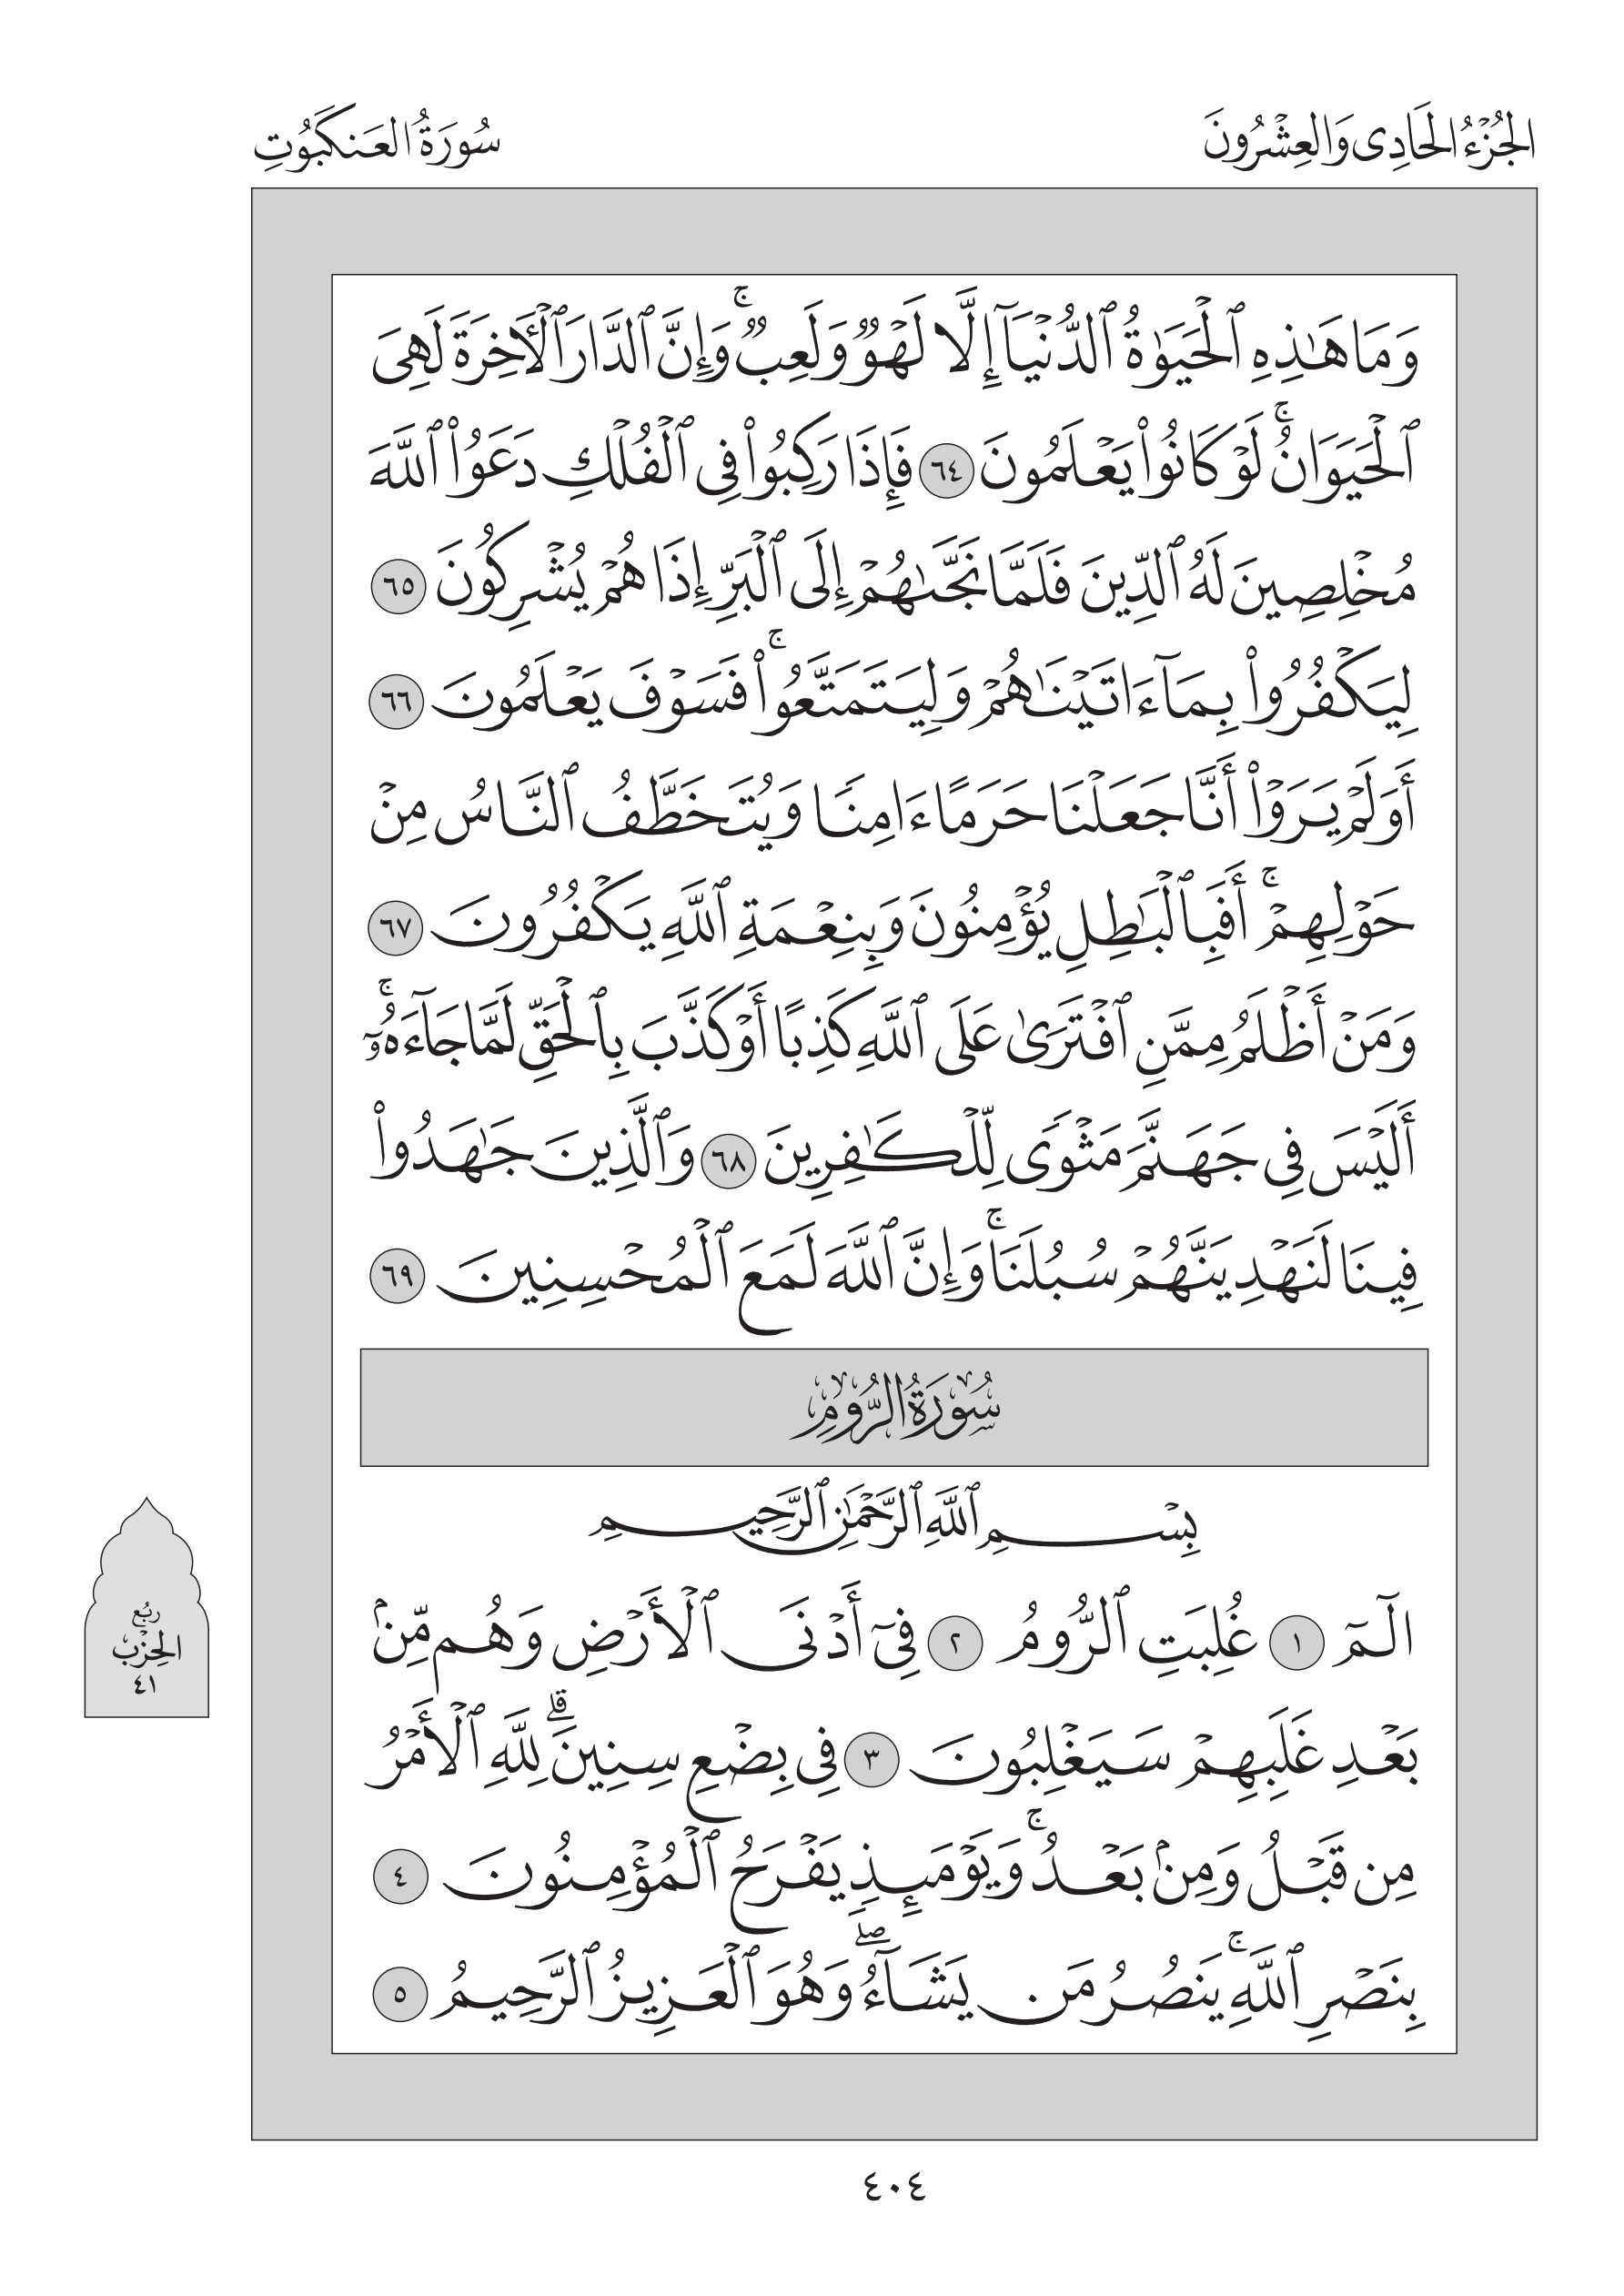 الجُزْءُ الحَادِى وَالعِشْرُونَ
سُورَةُ العَنكَبُوتِ
وَمَا هَٰذِهِ ٱلْحَيَوٰةُ ٱلدُّنْيَآ إِلَّا لَهْوٌ وَلَعِبٌ ۚ وَإِنَّ ٱلدَّارَ ٱلْأَخِرَةَ لَهِىَ
ٱلْحَيَوَانُ ۚ لَوْ كَانُوا۟ يَعْلَمُونَ ٦٤ فَإِذَا رَكِبُوا۟ فِى ٱلْفُلْكِ دَعَوُا۟ ٱللَّهَ
مُخْلِصِينَ لَهُ ٱلدِّينَ فَلَمَّا نَجَّىٰهُمْ إِلَى ٱلْبَرِّ إِذَا هُمْ يُشْرِكُونَ ٦٥
لِيَكْفُرُوا۟ بِمَآ ءَاتَيْنَٰهُمْ وَلِيَتَمَتَّعُوا۟ ۚ فَسَوْفَ يَعْلَمُونَ ٦٦
أَوَلَمْ يَرَوْا۟ أَنَّا جَعَلْنَا حَرَمًا ءَامِنًا وَيُتَخَطَّفُ ٱلنَّاسُ مِنْ
حَوْلِهِمْ ۚ أَفَبِٱلْبَٰطِلِ يُؤْمِنُونَ وَبِنِعْمَةِ ٱللَّهِ يَكْفُرُونَ ٦٧
وَمَنْ أَظْلَمُ مِمَّنِ ٱفْتَرَىٰ عَلَى ٱللَّهِ كَذِبًا أَوْ كَذَّبَ بِٱلْحَقِّ لَمَّا جَآءَهُۥٓ ۚ
أَلَيْسَ فِى جَهَنَّمَ مَثْوًى لِّلْكَٰفِرِينَ ٦٨ وَٱلَّذِينَ جَٰهَدُوا۟
فِينَا لَنَهْدِيَنَّهُمْ سُبُلَنَا ۚ وَإِنَّ ٱللَّهَ لَمَعَ ٱلْمُحْسِنِينَ ٦٩
سُورَةُ الرُّومِ
بِسْمِ ٱللَّهِ ٱلرَّحْمَٰنِ ٱلرَّحِيمِ
الٓمٓ ١ غُلِبَتِ ٱلرُّومُ ٢ فِىٓ أَدْنَى ٱلْأَرْضِ وَهُم مِّنۢ
بَعْدِ غَلَبِهِمْ سَيَغْلِبُونَ ٣ فِى بِضْعِ سِنِينَ ۗ لِلَّهِ ٱلْأَمْرُ
مِن قَبْلُ وَمِنۢ بَعْدُ ۚ وَيَوْمَئِذٍ يَفْرَحُ ٱلْمُؤْمِنُونَ ٤
بِنَصْرِ ٱللَّهِ ۚ يَنصُرُ مَن يَشَآءُ ۖ وَهُوَ ٱلْعَزِيزُ ٱلرَّحِيمُ ٥
رُبُع
الحِزْب
٤١
٤٠٤